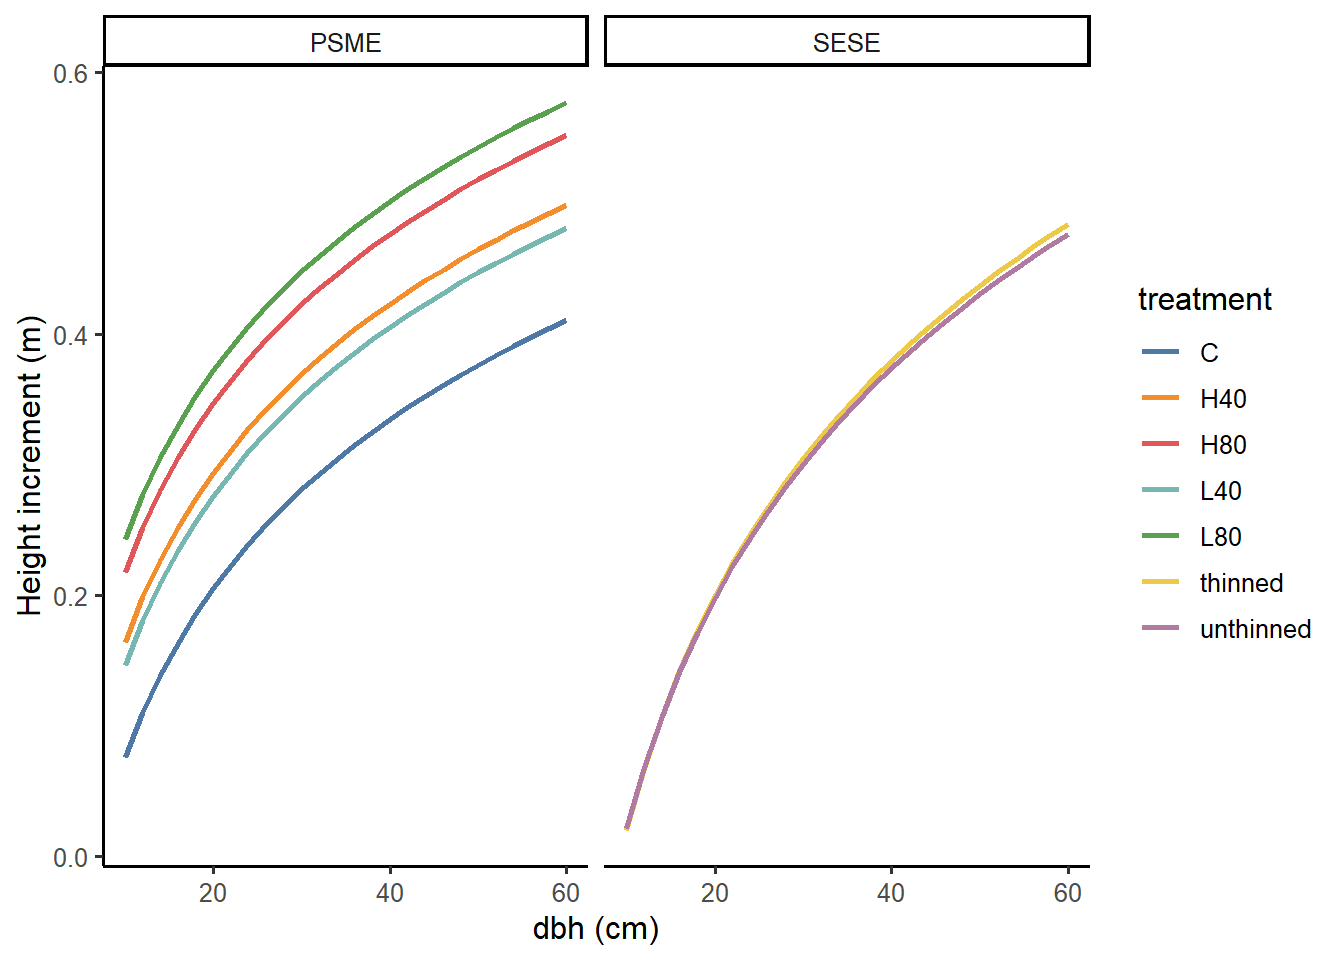 PSME
SESE
Height increment (m)
0.6
0.4
0.2
0.0
20
40
60
20
40
60
dbh (cm)
treatment
C
H40
H80
L40
L80
thinned
unthinned